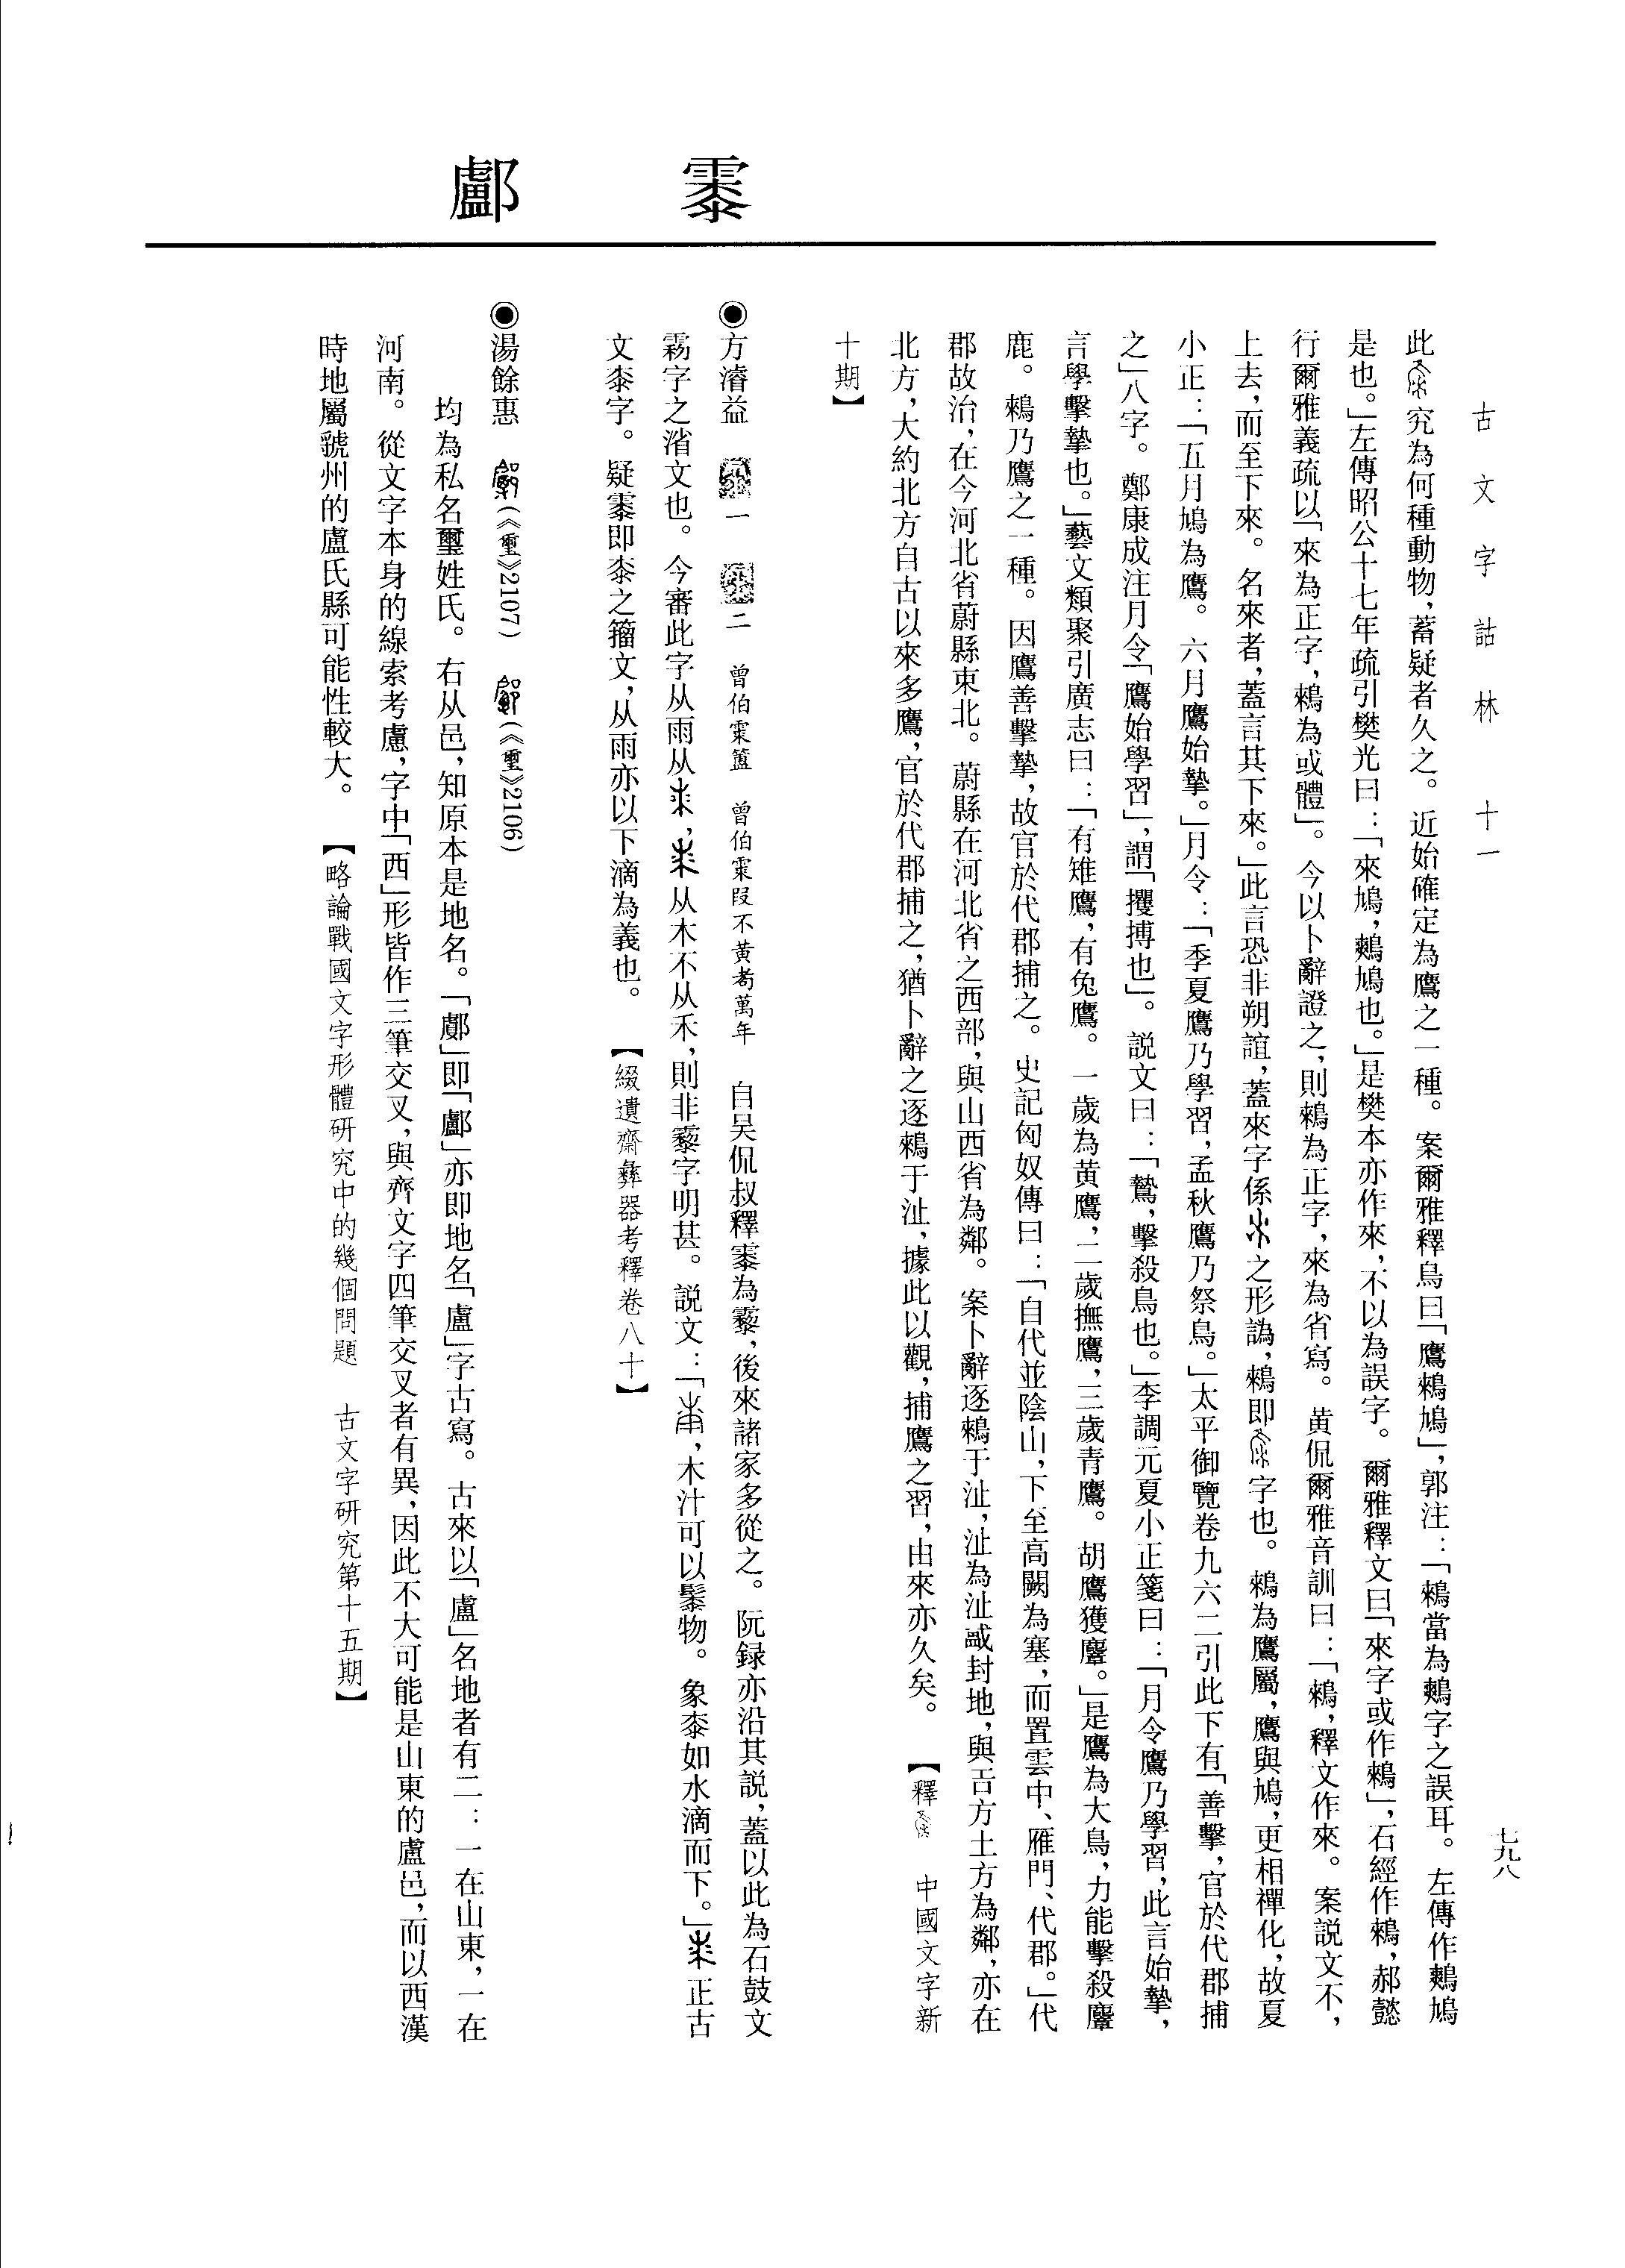 古文字詁林 十一
七九八
此究為何種動物，蓄疑者久之。近始確定為鷹之一種。案爾雅釋鳥曰「鷹鶆鳩」，郭注：「鶆當為鷞字之誤耳。左傳作鷞鳩
是也。」左傳昭公十七年疏引樊光曰：「來鳩，鷞鳩也。」是樊本亦作來，不以為誤字。爾雅釋文曰「來字或作鶆」，石經作鶆，郝懿
行爾雅義疏以「來為正字，鶆為或體」。今以卜辭證之，則鶆為正字，來為省寫。黃侃爾雅音訓曰：「鶆，釋文作來。案説文不，
上去，而至下來。名來者，蓋言其下來。」此言恐非朔誼，蓋來字係之形譌，鶆即字也。鶆為鷹屬，鷹與鳩，更相禪化，故夏
小正：「五月鳩為鷹。六月鷹始摯。」月令：「季夏鷹乃學習，孟秋鷹乃祭鳥。」太平御覽卷九六二引此下有「善擊，官於代郡捕
之」八字。鄭康成注月令「鷹始學習」，謂「攫搏也」。説文曰：「鷙，擊殺鳥也。」李調元夏小正箋曰：「月令鷹乃學習，此言始摯，
言學擊摯也。」藝文類聚引廣志曰：「有雉鷹，有兔鷹。一歲為黃鷹，二歲撫鷹，三歲青鷹。胡鷹獲麞。」是鷹為大鳥，力能擊殺麞
鹿。鶆乃鷹之一種。因鷹善擊摯，故官於代郡捕之。史記匈奴傳曰：「自代並陰山，下至高闕為塞，而置雲中、雁門、代郡。」代
郡故治，在今河北省蔚縣東北。蔚縣在河北省之西部，與山西省為鄰。案卜辭逐鶆于沚，沚為沚𢦔封地，與𠮷方土方為鄰，亦在
北方，大約北方自古以來多鷹，官於代郡捕之，猶卜辭之逐鶆于沚，據此以觀，捕鷹之習，由來亦久矣。【釋 中國文字新
十期】
䨋
◉方濬益 一 二 曾伯䨋簠 曾伯䨋段不黃耇萬年 自吴侃叔釋䨋為䨋，後來諸家多從之。阮録亦沿其説，蓋以此為石鼓文
字之渻文也。今審此字从雨从，从木不从禾，則非䵩字明甚。説文：「，木汁可以髹物。象桼如水滴而下。」正古
文桼字。疑䨋即桼之籀文，从雨亦以下滴為義也。【綴遺齋彝器考釋卷八十】
酄
◉湯餘惠 （《璽》2107） （《璽》2106）
均為私名璽姓氏。右从邑，知原本是地名。「」即「」亦即地名「盧」字古寫。古來以「盧」名地者有二：一在山東，一在
河南。從文字本身的線索考慮，字中「西」形皆作三筆交叉，與齊文字四筆交叉者有異，因此不大可能是山東的盧邑，而以西漢
時地屬虢州的盧氏縣可能性較大。【略論戰國文字形體研究中的幾個問題 古文字研究第十五期】